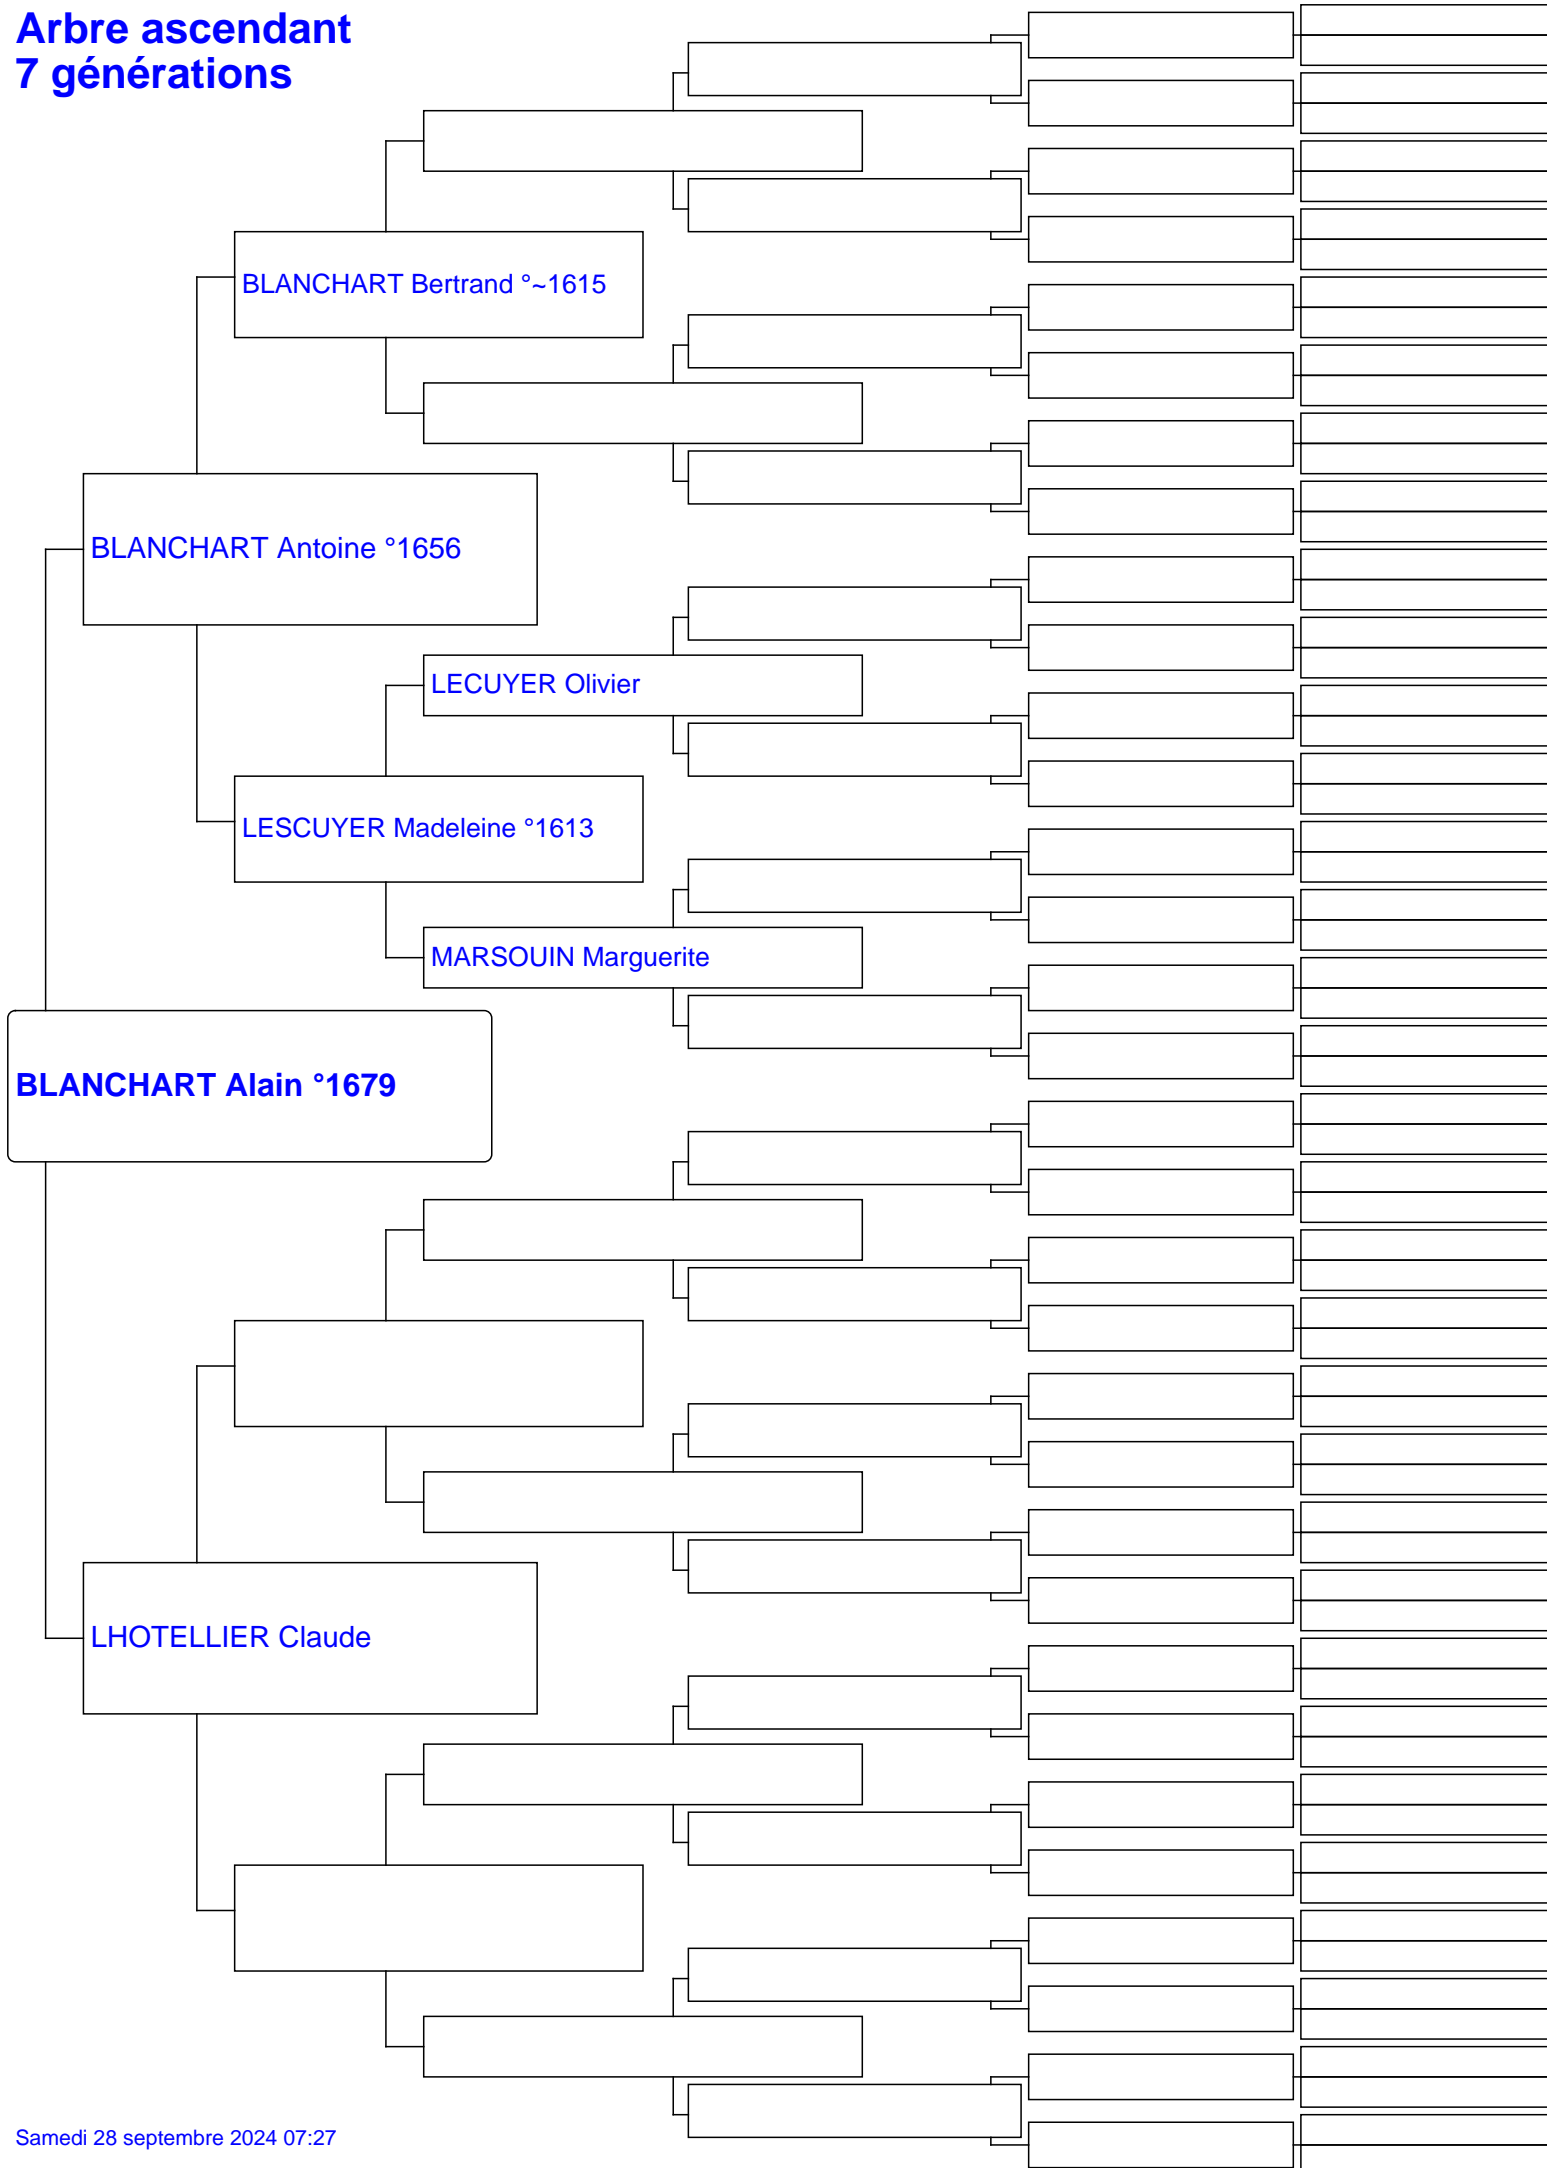 Arbre ascendant
7 générations
BLANCHART Bertrand °~1615
BLANCHART Antoine °1656
LECUYER Olivier
LESCUYER Madeleine °1613
MARSOUIN Marguerite
BLANCHART Alain °1679
LHOTELLIER Claude
Samedi 28 septembre 2024 07:27